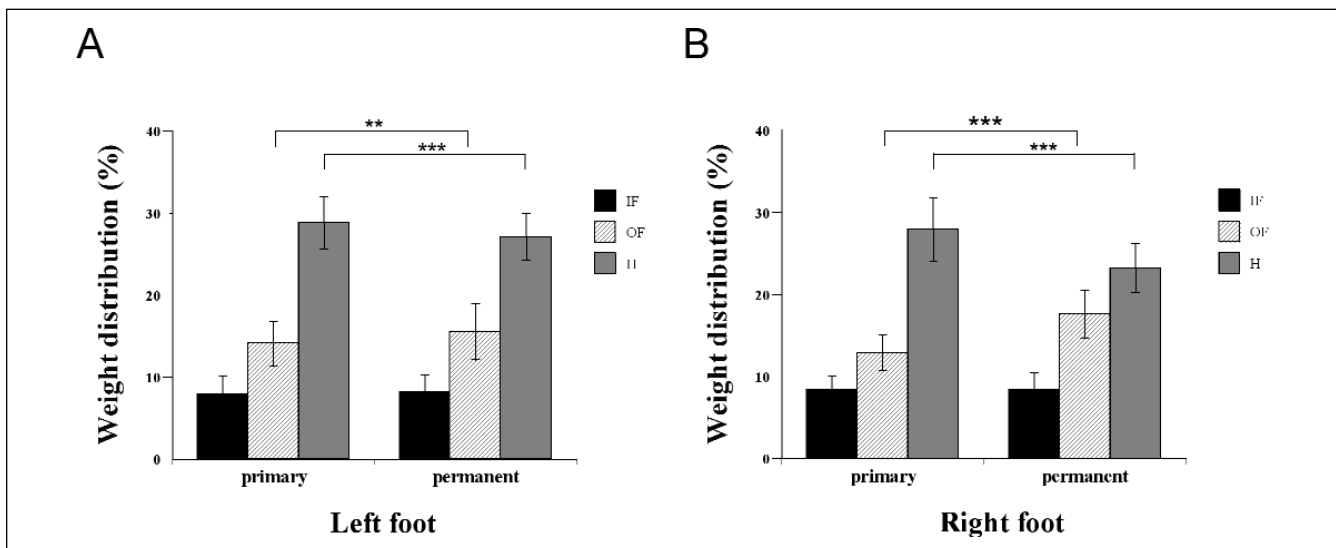 A
Weight distribution (%)
40
30
20
10
0
**
***
IF
OF
H
primary
permanent
Left foot
B
Weight distribution (%)
40
30
20
10
0
***
***
IF
OF
H
primary
permanent
Right foot